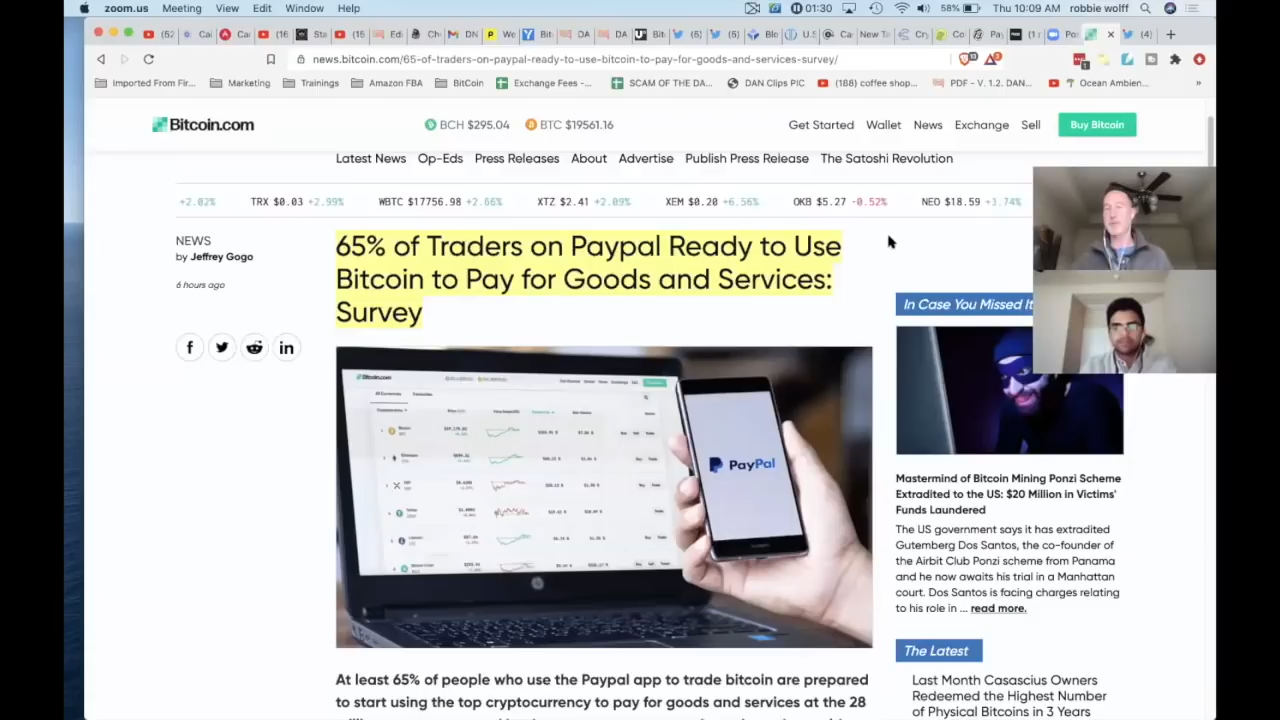 zoom.us Meeting View Edit Window Help
01:30 58% Thu 10:09 AM robbie wolff
news.bitcoin.com/65-of-traders-on-paypal-ready-to-use-bitcoin-to-pay-for-goods-and-services-survey/
Imported From Fir... Marketing Trainings Amazon FBA BitCoin Exchange Fees -... SCAM OF THE DA... DAN Clips PIC (188) coffee shop... PDF - V. 1.2. DAN... Ocean Ambien...
Bitcoin.com BCH $295.04 BTC $19561.16 Get Started Wallet News Exchange Sell Buy Bitcoin
Latest News Op-Eds Press Releases About Advertise Publish Press Release The Satoshi Revolution
+2.02% TRX $0.03 +2.99% WBTC $17756.98 +2.66% XTZ $2.41 +2.09% XEM $0.20 +6.56% OKB $5.27 -0.52% NEO $18.59 +3.74%
NEWS
by Jeffrey Gogo
6 hours ago
65% of Traders on Paypal Ready to Use
Bitcoin to Pay for Goods and Services:
Survey
Bitcoin.com
PayPal
At least 65% of people who use the Paypal app to trade bitcoin are prepared
to start using the top cryptocurrency to pay for goods and services at the 28
In Case You Missed It
Mastermind of Bitcoin Mining Ponzi Scheme
Extradited to the US: $20 Million in Victims'
Funds Laundered
The US government says it has extradited
Gutemberg Dos Santos, the co-founder of
the Airbit Club Ponzi scheme from Panama
and he now awaits his trial in a Manhattan
court. Dos Santos is facing charges relating
to his role in ... read more.
The Latest
Last Month Casascius Owners
Redeemed the Highest Number
of Physical Bitcoins in 3 Years